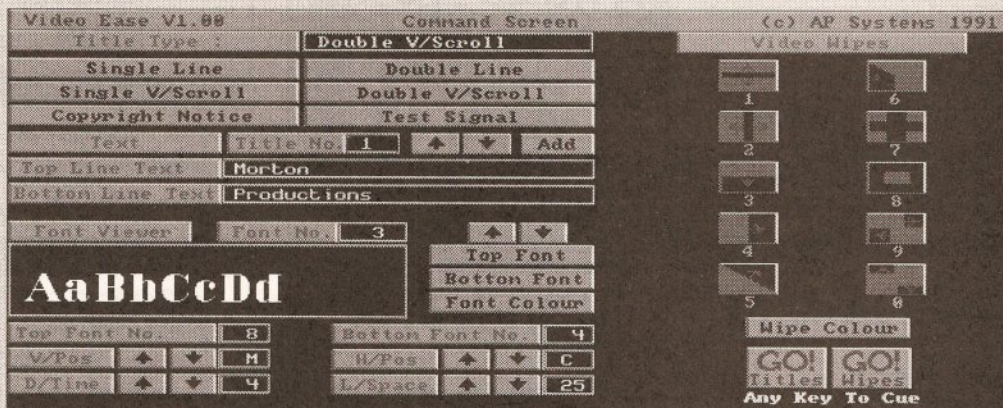 Video Ease V1.00 Command Screen (c) AP Systems 1991
Title Type : Double V/Scroll Video Wipes
Single Line Double Line
Single V/Scroll Double V/Scroll
Copyright Notice Test Signal
Text Title No. 1 Add
Top Line Text Morton
Bottom Line Text Productions
Font Viewer Font No. 3
AaBbCcDd
Top Font
Bottom Font
Font Colour
Top Font No. 8 Bottom Font No. 4
V/Pos M H/Pos C
D/Time 4 L/Space 25
1 6
2 7
3 8
4 9
5 0
Wipe Colour
GO! GO!
Titles Wipes
Any Key To Cue